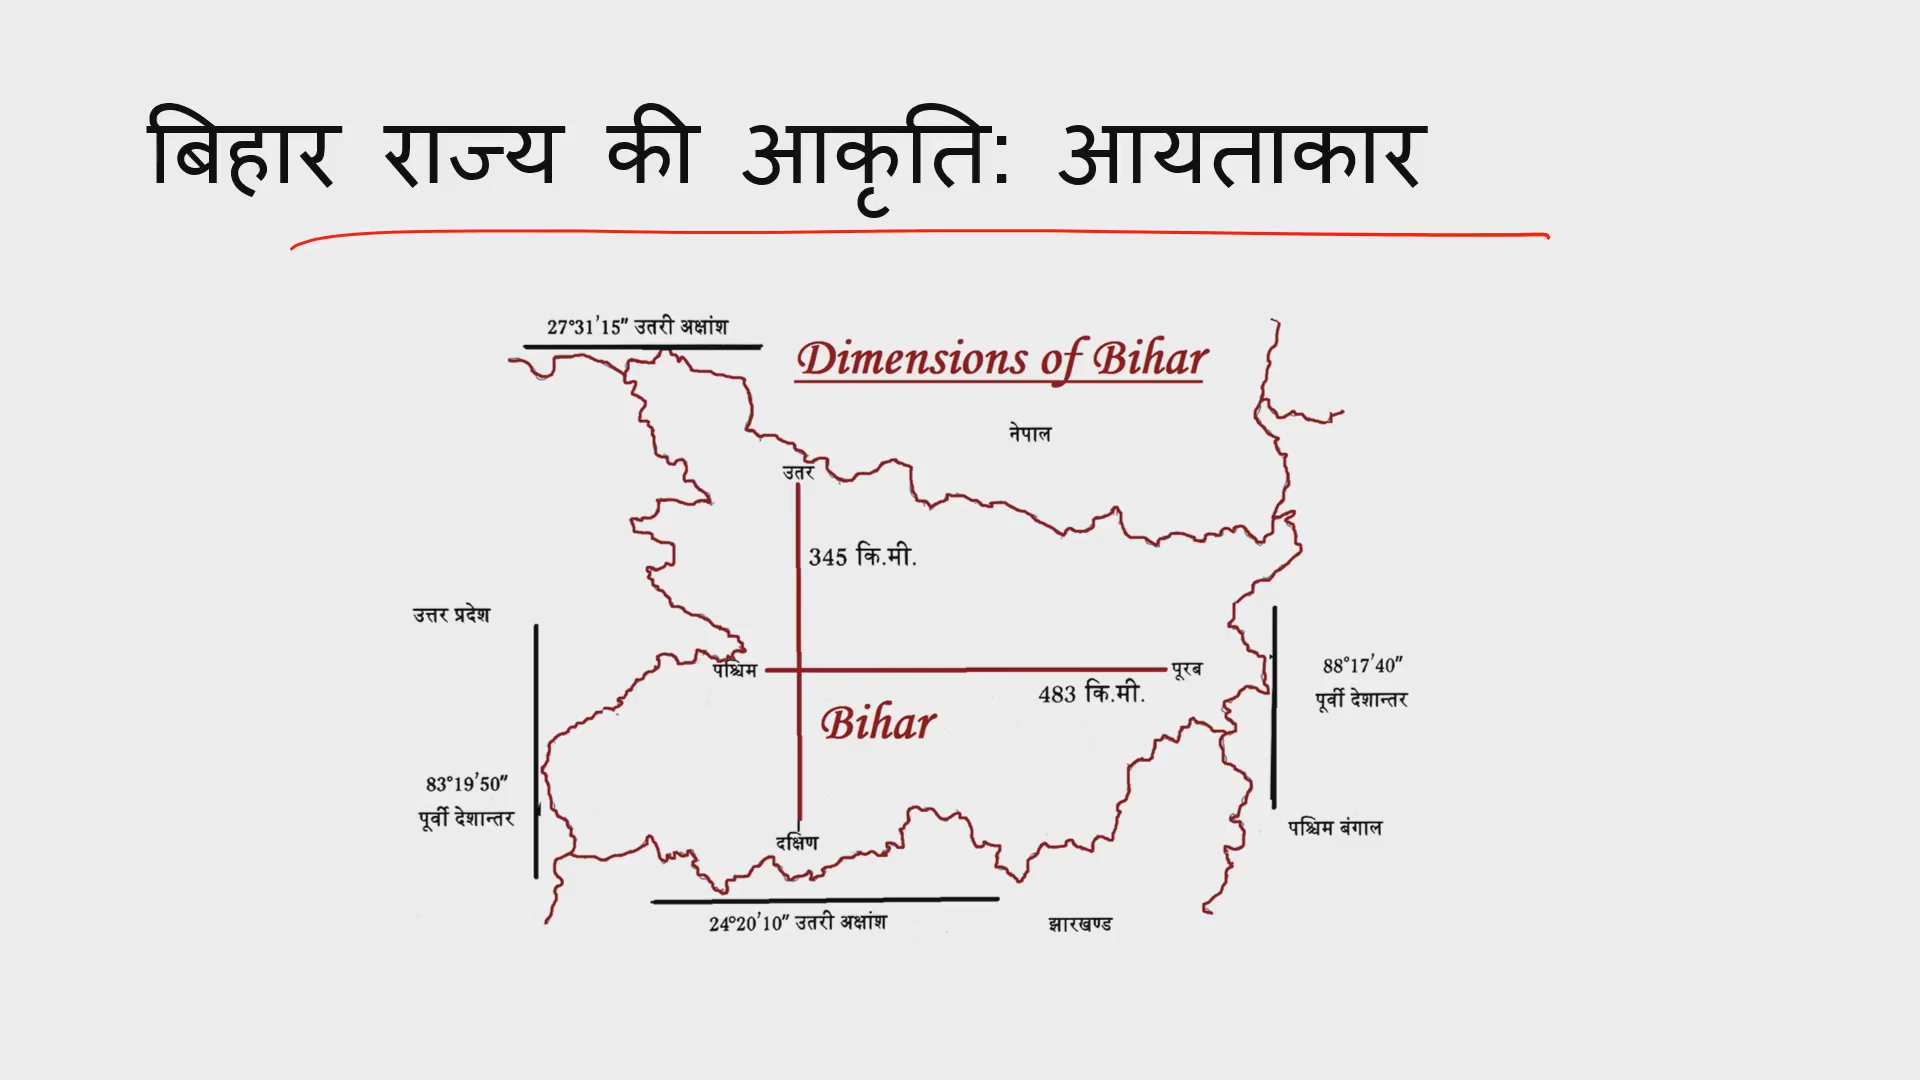 बिहार राज्य की आकृति: आयताकार
27°31'15" उतरी अक्षांश
Dimensions of Bihar
नेपाल
उतर
345 कि.मी.
उत्तर प्रदेश
पश्चिम
पूरब
88°17'40"
पूर्वी देशान्तर
483 कि.मी.
Bihar
83°19'50"
पूर्वी देशान्तर
पश्चिम बंगाल
दक्षिण
24°20'10" उतरी अक्षांश
झारखण्ड